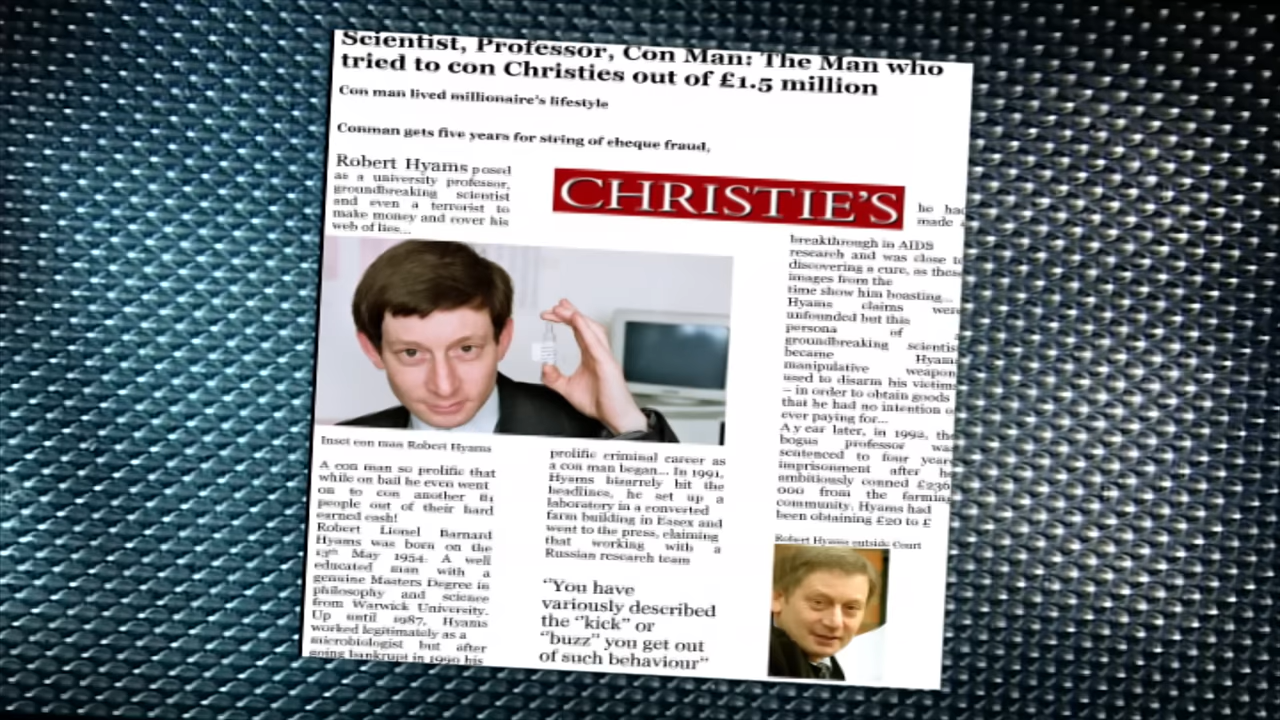 Scientist, Professor, Con Man: The Man who
tried to con Christies out of £1.5 million
Con man lived millionaire's lifestyle
Conman gets five years for string of cheque fraud,
Robert Hyams posed
as a university professor,
groundbreaking scientist
and even a terrorist to
make money and cover his
web of lies...
CHRISTIE'S
Inset con man Robert Hyams
A con man so prolific that
while on bail he even went
on to con another 81
people out of their hard
earned cash!
Robert Lionel Barnard
Hyams was born on the
13th May 1954. A well
educated man with a
genuine Masters Degree in
philosophy and science
from Warwick University.
Up until 1987, Hyams
worked legitimately as a
microbiologist but after
going bankrupt in 1990 his
prolific criminal career as
a con man began... In 1991,
Hyams bizarrely hit the
headlines, he set up a
laboratory in a converted
farm building in Essex and
went to the press, claiming
that working with a
Russian research team
"You have
variously described
the "kick" or
"buzz" you get out
of such behaviour"
he had
made a
breakthrough in AIDS
research and was close to
discovering a cure, as these
images from the
time show him boasting...
Hyams claims were
unfounded but this
persona of a
groundbreaking scientist
became Hyams
manipulative weapon
used to disarm his victims
– in order to obtain goods
that he had no intention of
ever paying for...
A year later, in 1992, the
bogus professor was
sentenced to four years
imprisonment after he
ambitiously conned £236
000 from the farming
community. Hyams had
been obtaining £20 to £
Robert Hyams outside Court